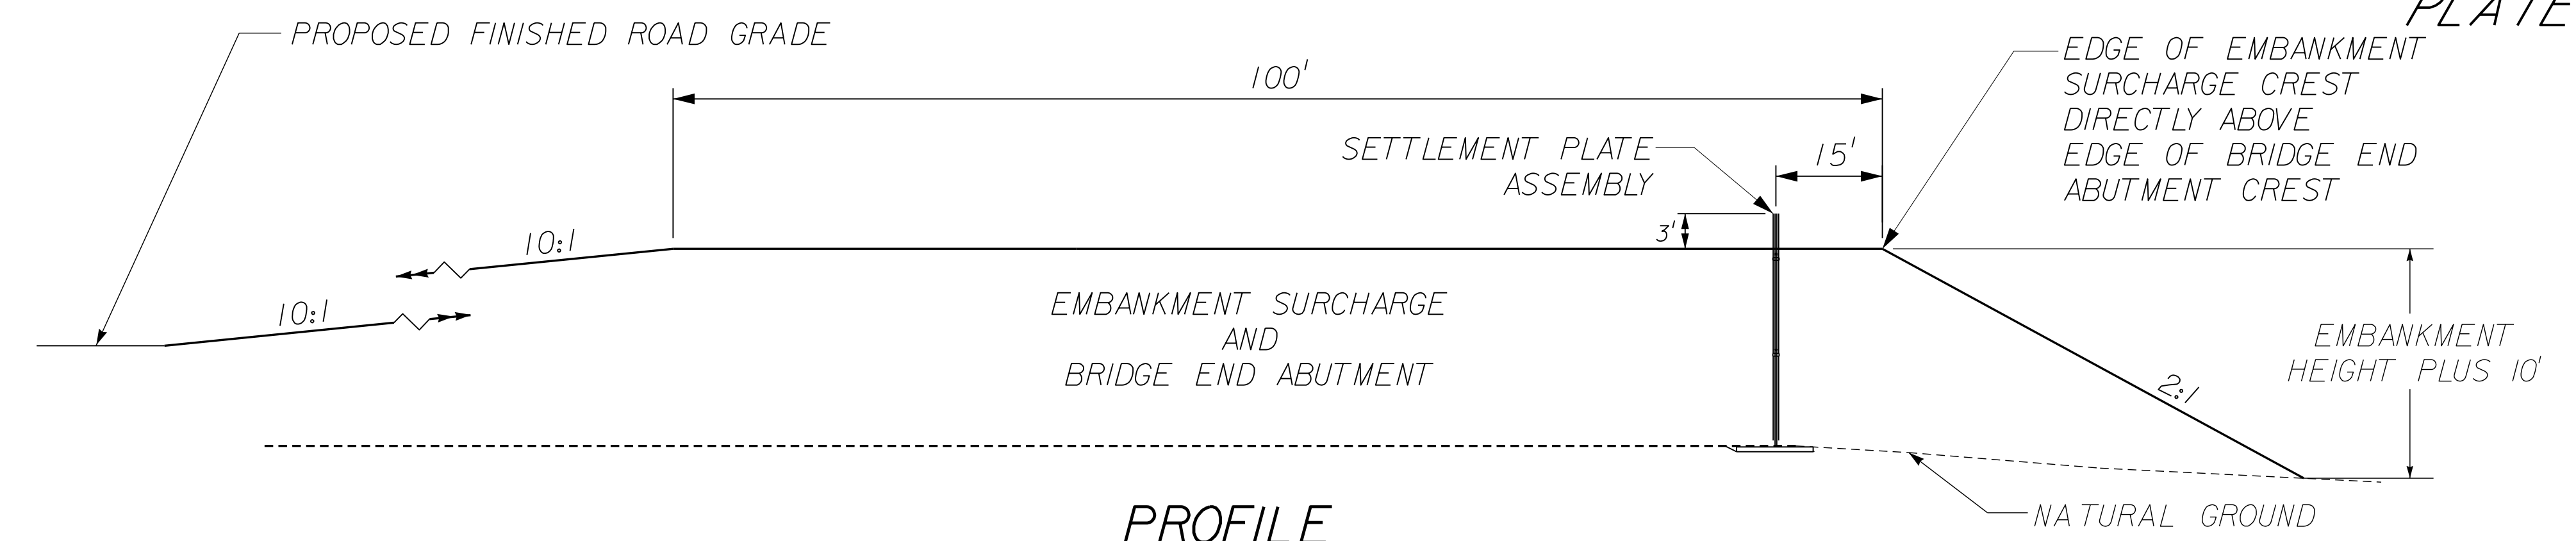 PLATE
PROPOSED FINISHED ROAD GRADE
EDGE OF EMBANKMENT
SURCHARGE CREST
DIRECTLY ABOVE
EDGE OF BRIDGE END
ABUTMENT CREST
100'
SETTLEMENT PLATE
ASSEMBLY
15'
3'
10:1
10:1
EMBANKMENT SURCHARGE
AND
BRIDGE END ABUTMENT
EMBANKMENT
HEIGHT PLUS 10'
2:1
NATURAL GROUND
PROFILE